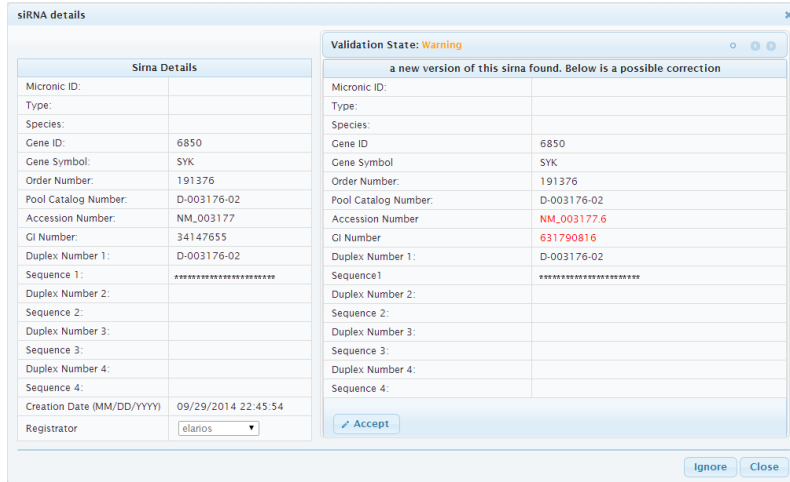 siRNA details
Validation State: Warning
Sirna Details
Micronic ID:
Type:
Species:
Gene ID: 6850
Gene Symbol: SYK
Order Number: 191376
Pool Catalog Number: D-003176-02
Accession Number: NM_003177
GI Number: 34147655
Duplex Number 1: D-003176-02
Sequence 1: ***********************
Duplex Number 2:
Sequence 2:
Duplex Number 3:
Sequence 3:
Duplex Number 4:
Sequence 4:
Creation Date (MM/DD/YYYY) 09/29/2014 22:45:54
Registrator elarios
a new version of this sirna found. Below is a possible correction
Micronic ID:
Type:
Species:
Gene ID 6850
Gene Symbol SYK
Order Number: 191376
Pool Catalog Number: D-003176-02
Accession Number NM_003177.6
GI Number 631790816
Duplex Number 1: D-003176-02
Sequence1 ***********************
Duplex Number 2:
Sequence 2:
Duplex Number 3:
Sequence 3:
Duplex Number 4:
Sequence 4:
Accept
Ignore Close